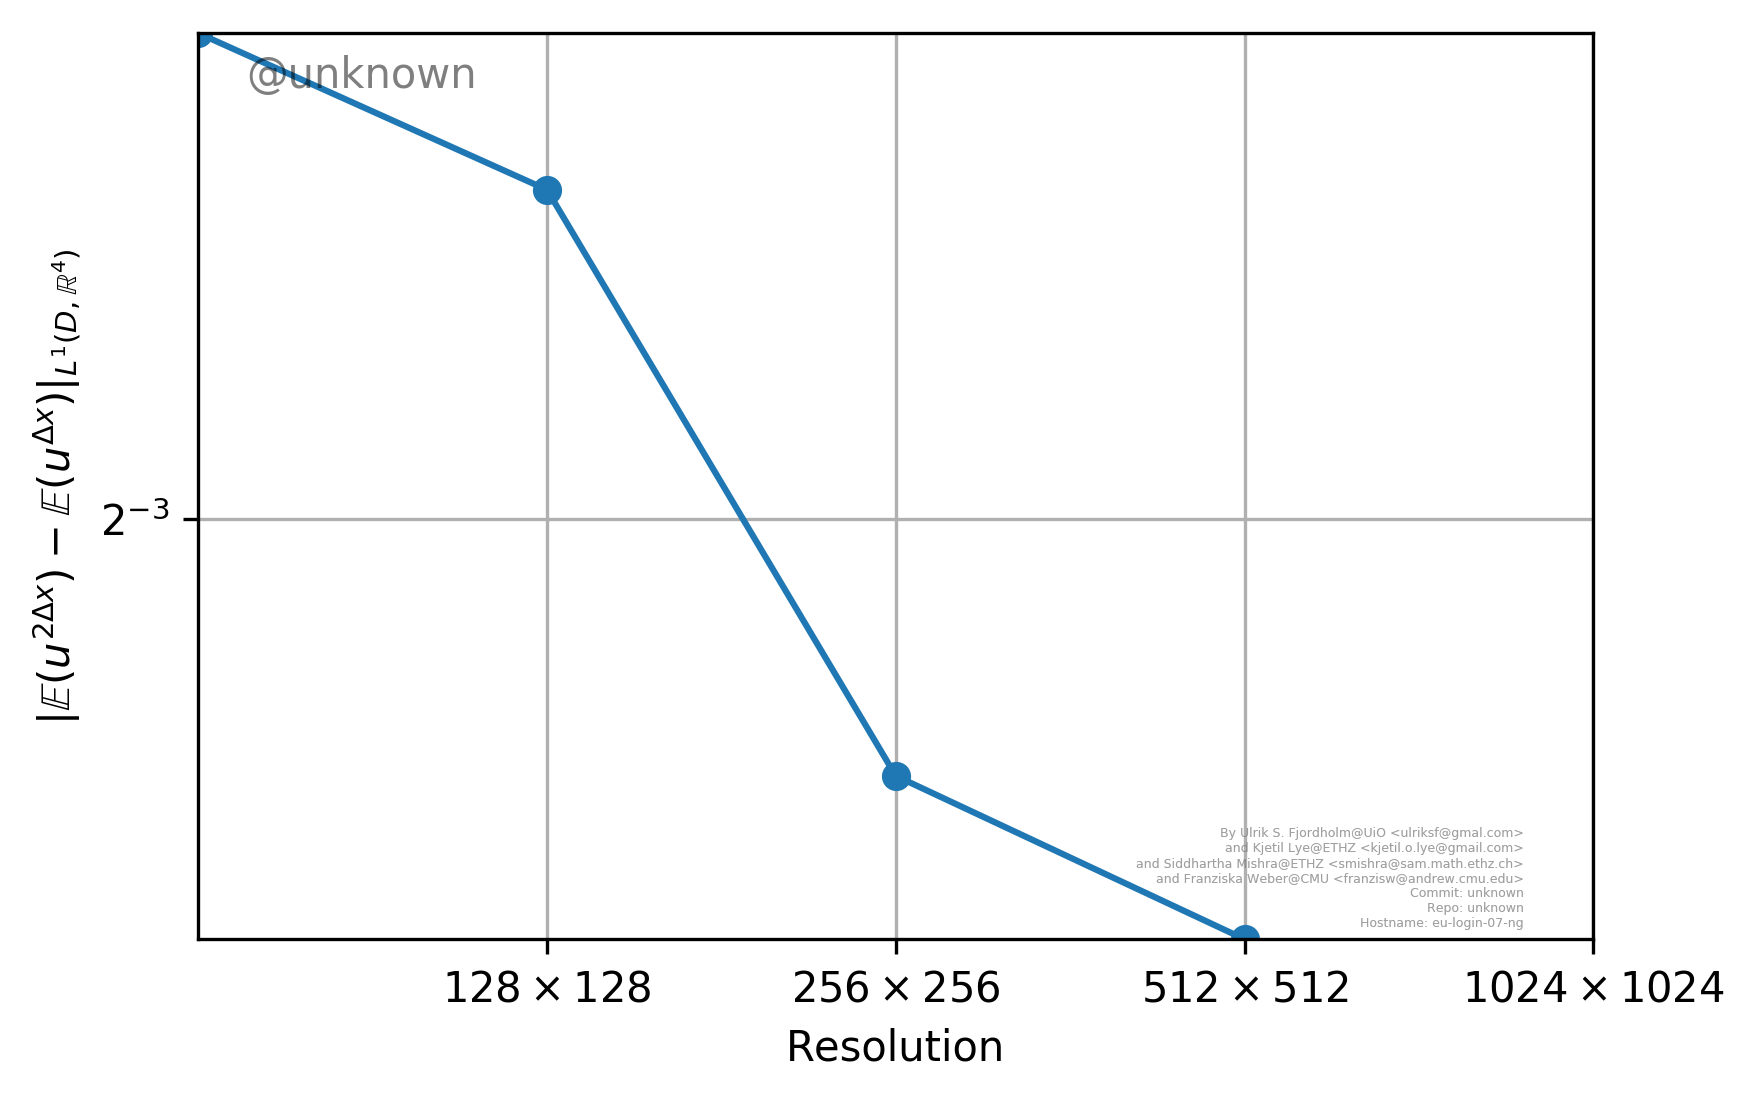 @unknown
|𝔼(u^{2Δx}) − 𝔼(u^{Δx})|_{L^1(D, ℝ^4)}
2^{−3}
By Ulrik S. Fjordholm@UiO <ulriksf@gmal.com>
and Kjetil Lye@ETHZ <kjetil.o.lye@gmail.com>
and Siddhartha Mishra@ETHZ <smishra@sam.math.ethz.ch>
and Franziska Weber@CMU <franzisw@andrew.cmu.edu>
Commit: unknown
Repo: unknown
Hostname: eu-login-07-ng
128 × 128 256 × 256 512 × 512 1024 × 1024
Resolution